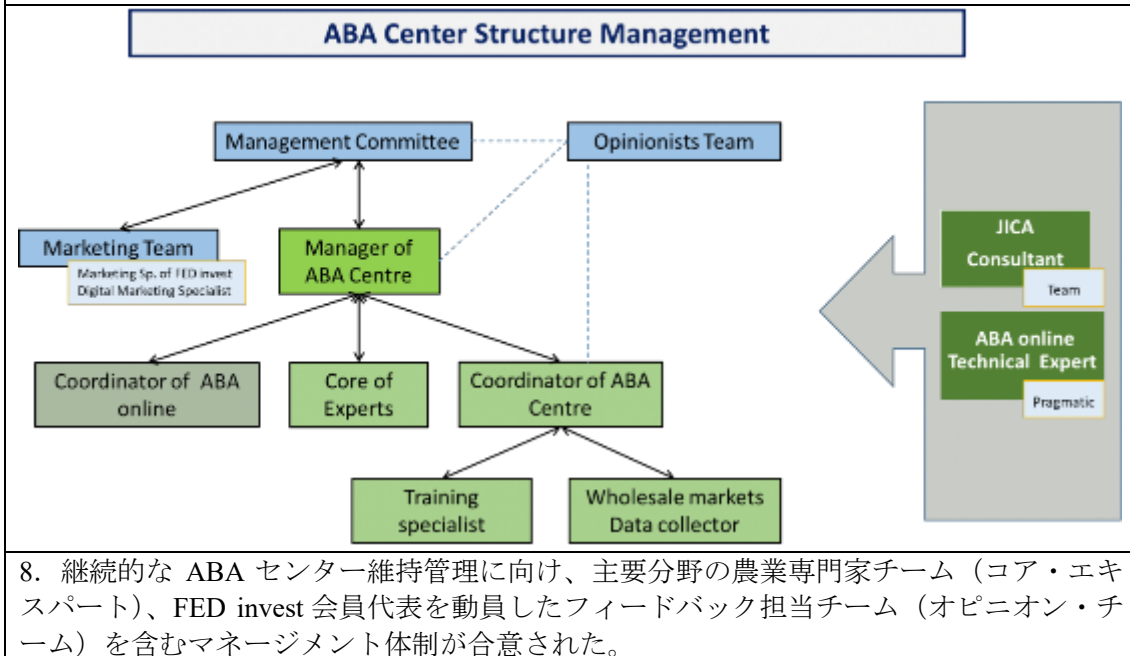 ABA Center Structure Management
Management Committee
Opinionists Team
Marketing Team
Marketing Sp. of FED invest
Digital Marketing Specialist
Manager of
ABA Centre
JICA
Consultant
Team
ABA online
Technical Expert
Pragmatic
Coordinator of ABA
online
Core of
Experts
Coordinator of ABA
Centre
Training
specialist
Wholesale markets
Data collector
8. 継続的な ABA センター維持管理に向け、主要分野の農業専門家チーム（コア・エキ
スパート）、FED invest 会員代表を動員したフィードバック担当チーム（オピニオン・チ
ーム）を含むマネージメント体制が合意された。